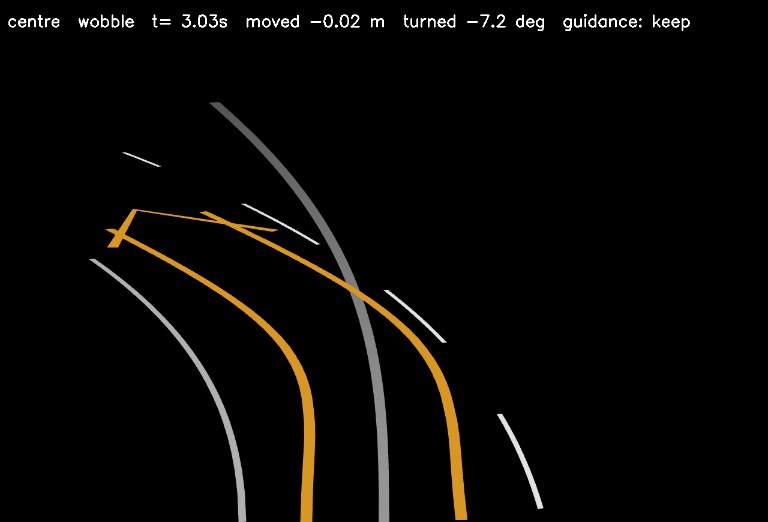 centre wobble t= 3.03s moved −0.02 m turned −7.2 deg guidance: keep